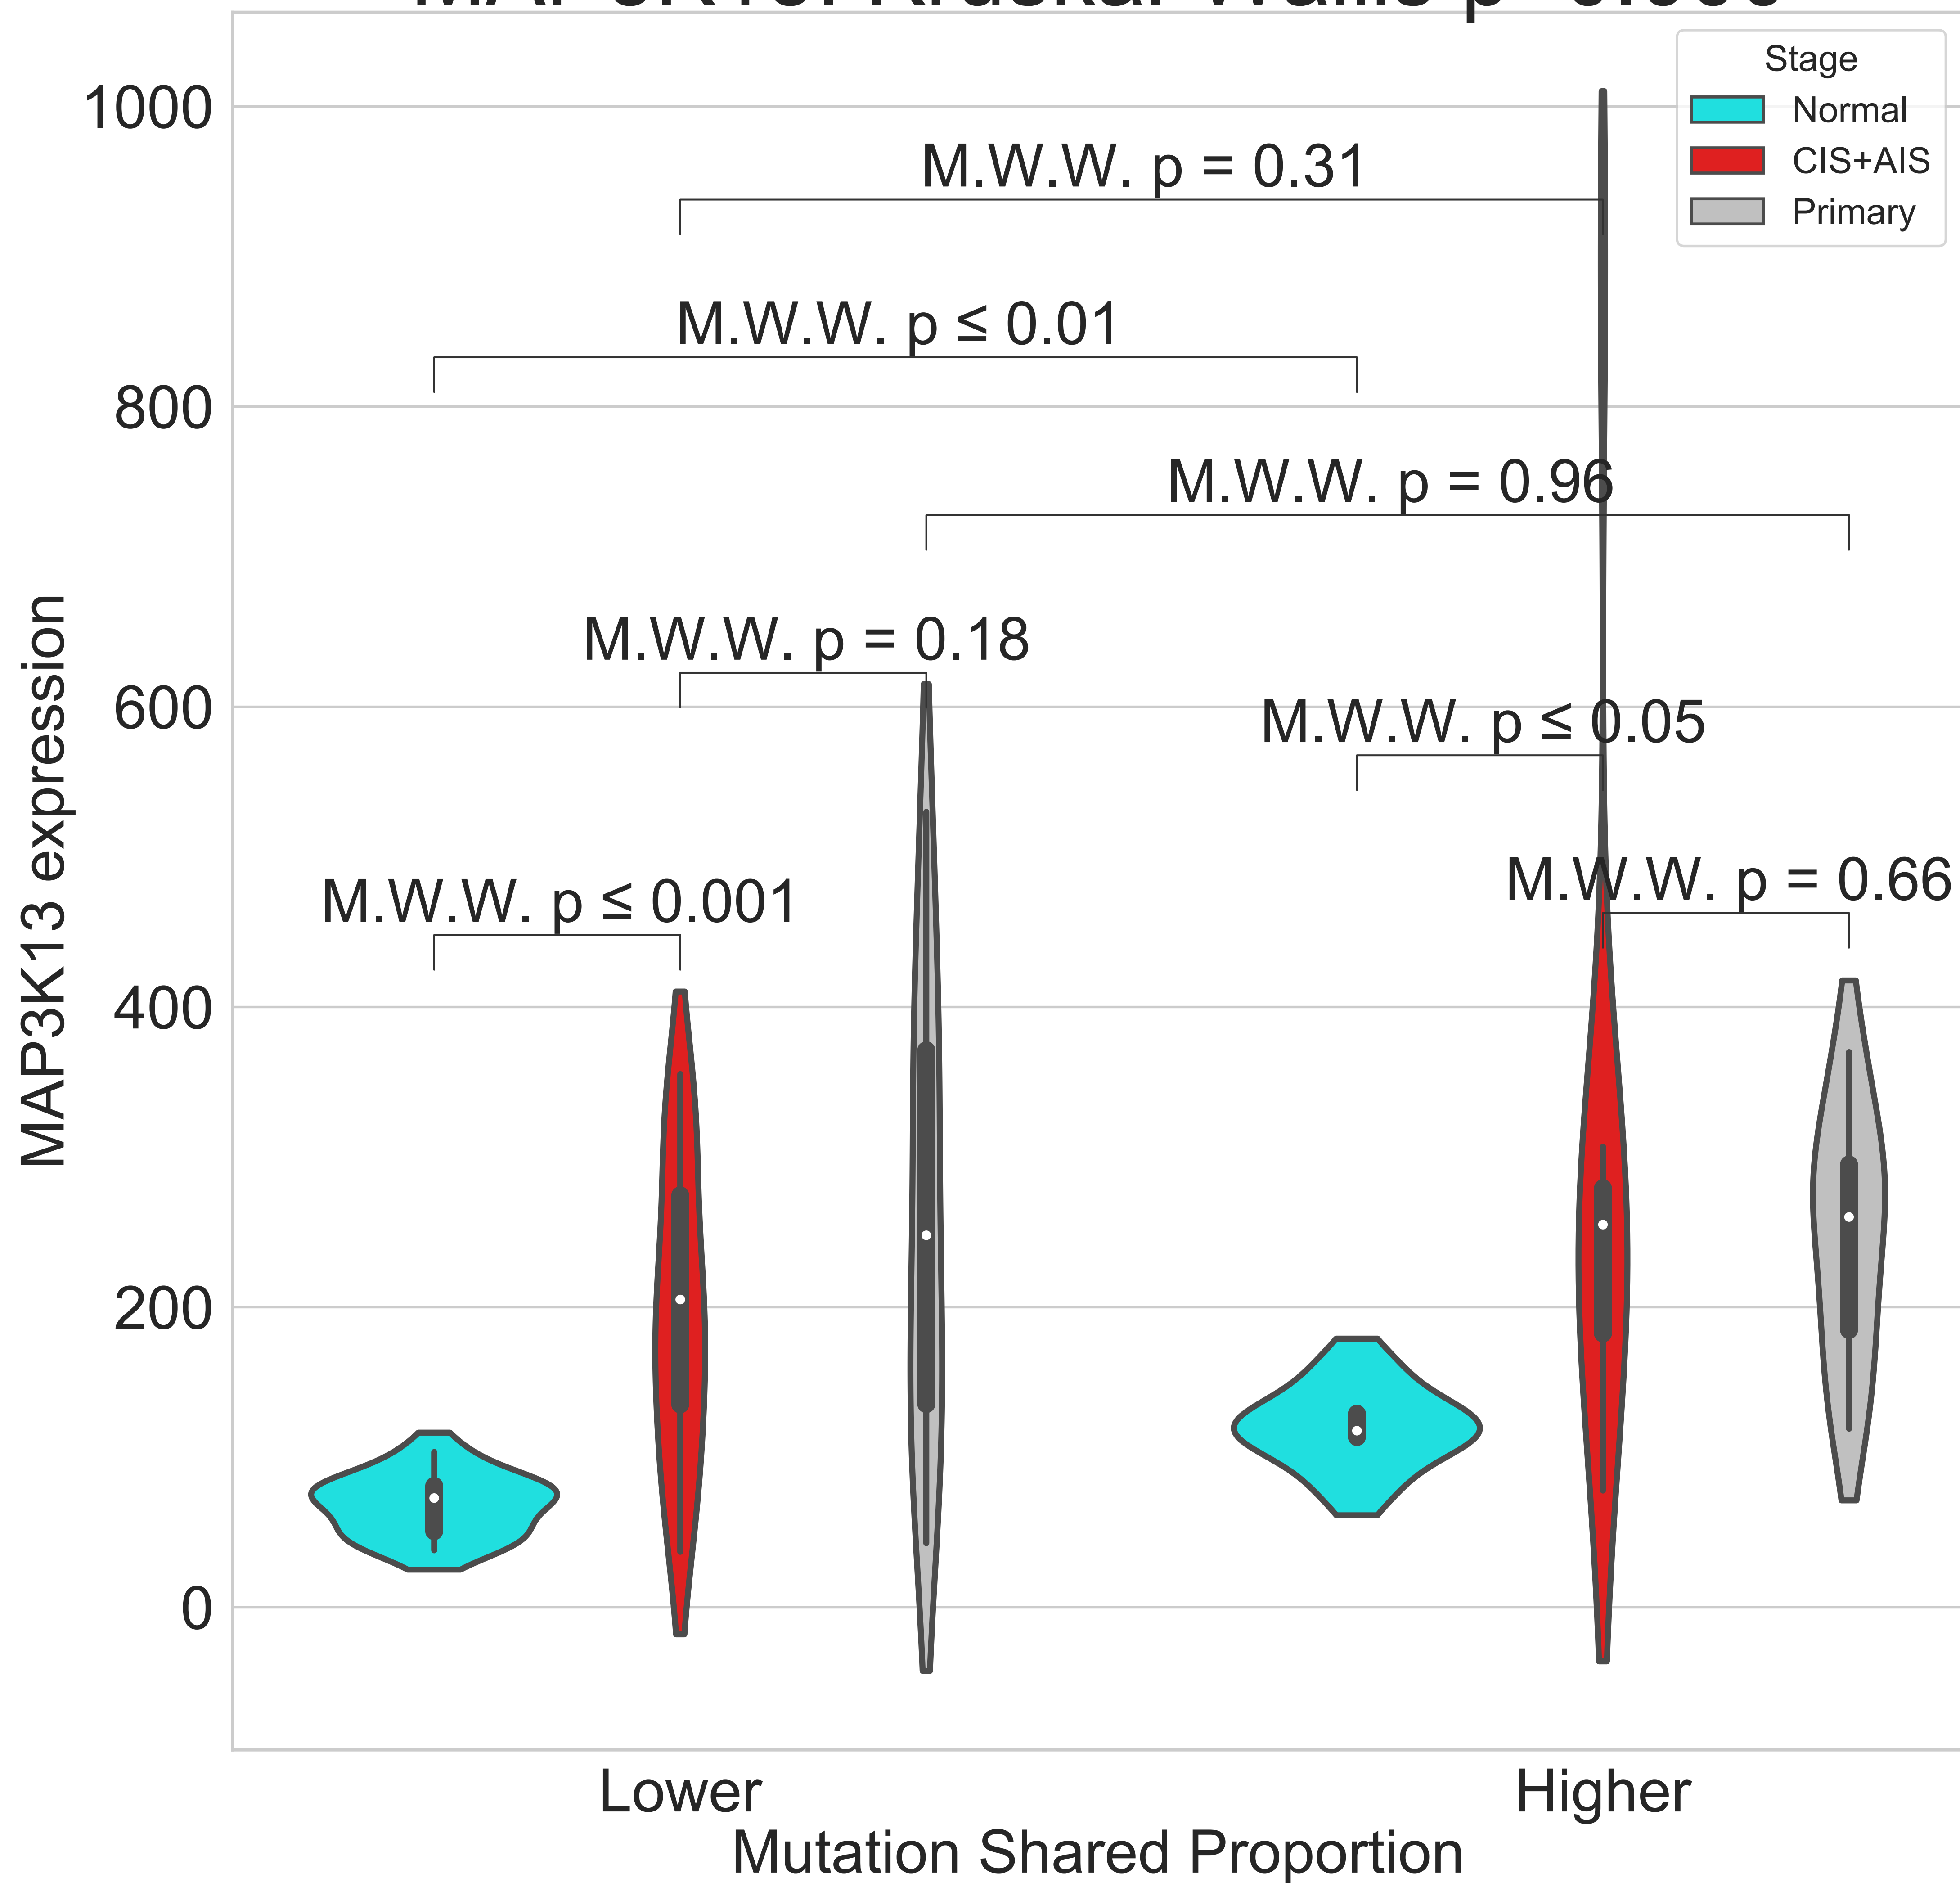 Stage
Normal
CIS+AIS
Primary
1000
800
600
400
200
0
MAP3K13 expression
M.W.W. p = 0.31
M.W.W. p ≤ 0.01
M.W.W. p = 0.96
M.W.W. p = 0.18
M.W.W. p ≤ 0.05
M.W.W. p ≤ 0.001
M.W.W. p = 0.66
Lower
Higher
Mutation Shared Proportion